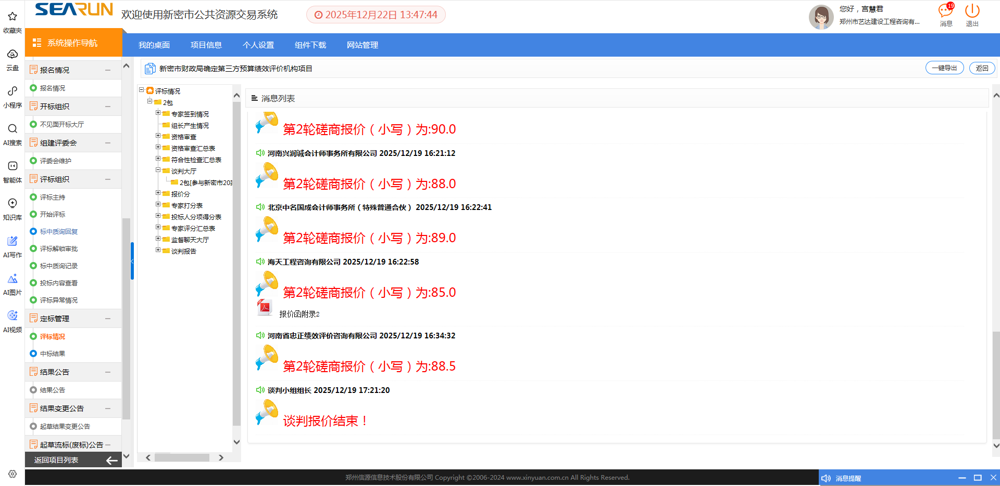 收藏夹
云盘
小程序
AI搜索
智能体
知识库
AI写作
AI图片
AI视频
SEARUN
欢迎使用新密市公共资源交易系统
2025年12月22日 13:47:44
您好，宫慧君
郑州市艺达建设工程咨询有...
19
消息
退出
系统操作导航
我的桌面
项目信息
个人设置
组件下载
网站管理
报名情况
报名情况
开标组织
不见面开标大厅
组建评委会
评委会维护
评标组织
评标主持
开始评标
标中质询回复
评标解锁审批
标中质询记录
投标内容查看
评标异常情况
定标管理
评标情况
中标结果
结果公告
结果公告
结果变更公告
起草结果变更公告
起草流标(废标)公告
返回项目列表
新密市财政局确定第三方预算绩效评价机构项目
一键导出
返回
评标情况
2包
专家签到情况
组长产生情况
资格审查
资格审查汇总表
符合性检查汇总表
谈判大厅
2包[参与新密市20
报价分
专家打分表
投标人分项得分表
专家评分汇总表
监督聊天大厅
谈判报告
消息列表
第2轮磋商报价（小写）为:90.0
河南兴润诚会计师事务所有限公司 2025/12/19 16:21:12
第2轮磋商报价（小写）为:88.0
北京中名国成会计师事务所（特殊普通合伙） 2025/12/19 16:22:41
第2轮磋商报价（小写）为:89.0
海天工程咨询有限公司 2025/12/19 16:22:58
第2轮磋商报价（小写）为:85.0
报价函附录2
河南省忠正绩效评价咨询有限公司 2025/12/19 16:34:32
第2轮磋商报价（小写）为:88.5
谈判小组组长 2025/12/19 17:21:20
谈判报价结束！
郑州信源信息技术股份有限公司 Copyright ©2006-2024 www.xinyuan.com.cn All Rights Reserved.
消息提醒